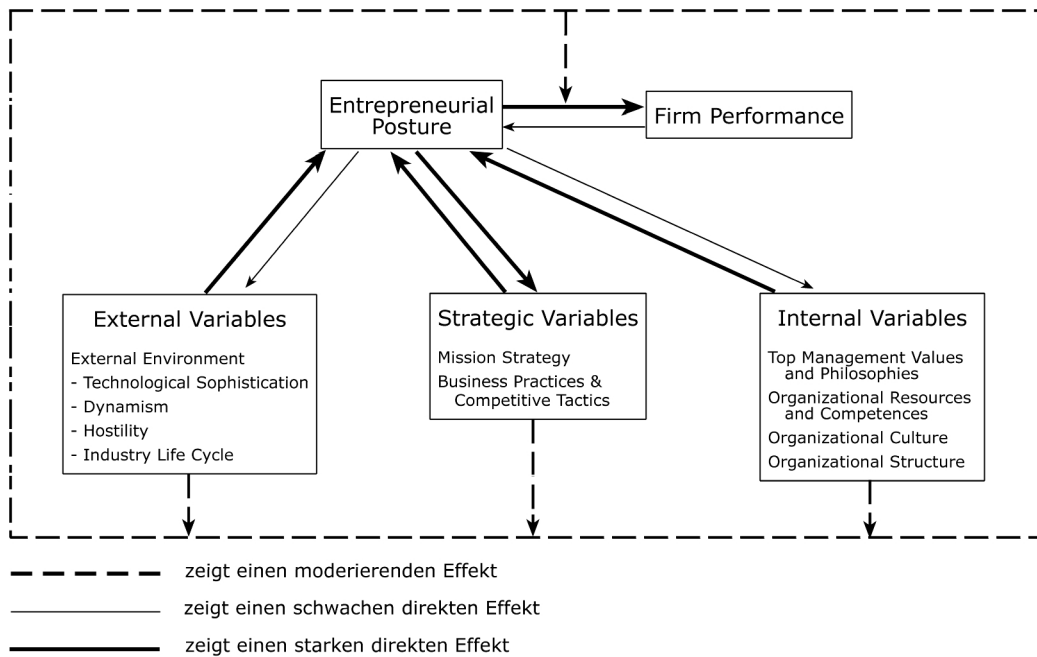 Entrepreneurial
Posture
Firm Performance
External Variables
External Environment
- Technological Sophistication
- Dynamism
- Hostility
- Industry Life Cycle
Strategic Variables
Mission Strategy
Business Practices &
Competitive Tactics
Internal Variables
Top Management Values
and Philosophies
Organizational Resources
and Competences
Organizational Culture
Organizational Structure
zeigt einen moderierenden Effekt
zeigt einen schwachen direkten Effekt
zeigt einen starken direkten Effekt